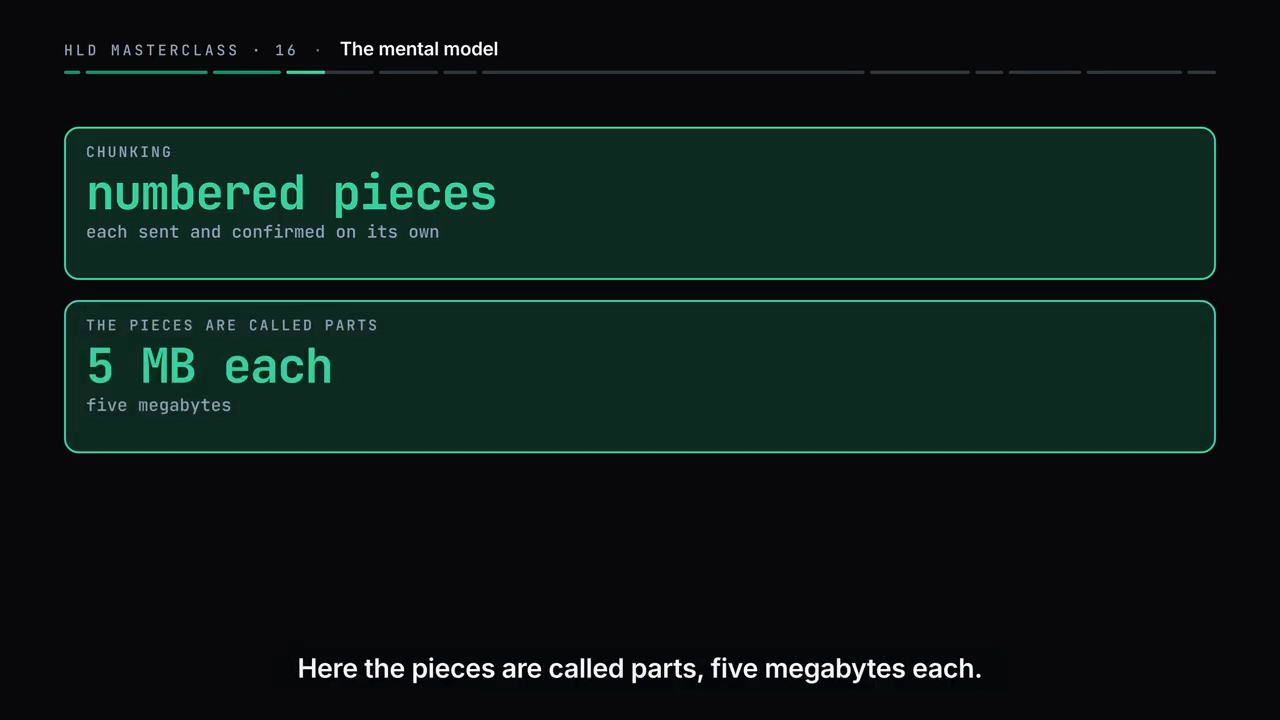 HLD MASTERCLASS · 16 · The mental model
CHUNKING
numbered pieces
each sent and confirmed on its own
THE PIECES ARE CALLED PARTS
5 MB each
five megabytes
Here the pieces are called parts, five megabytes each.